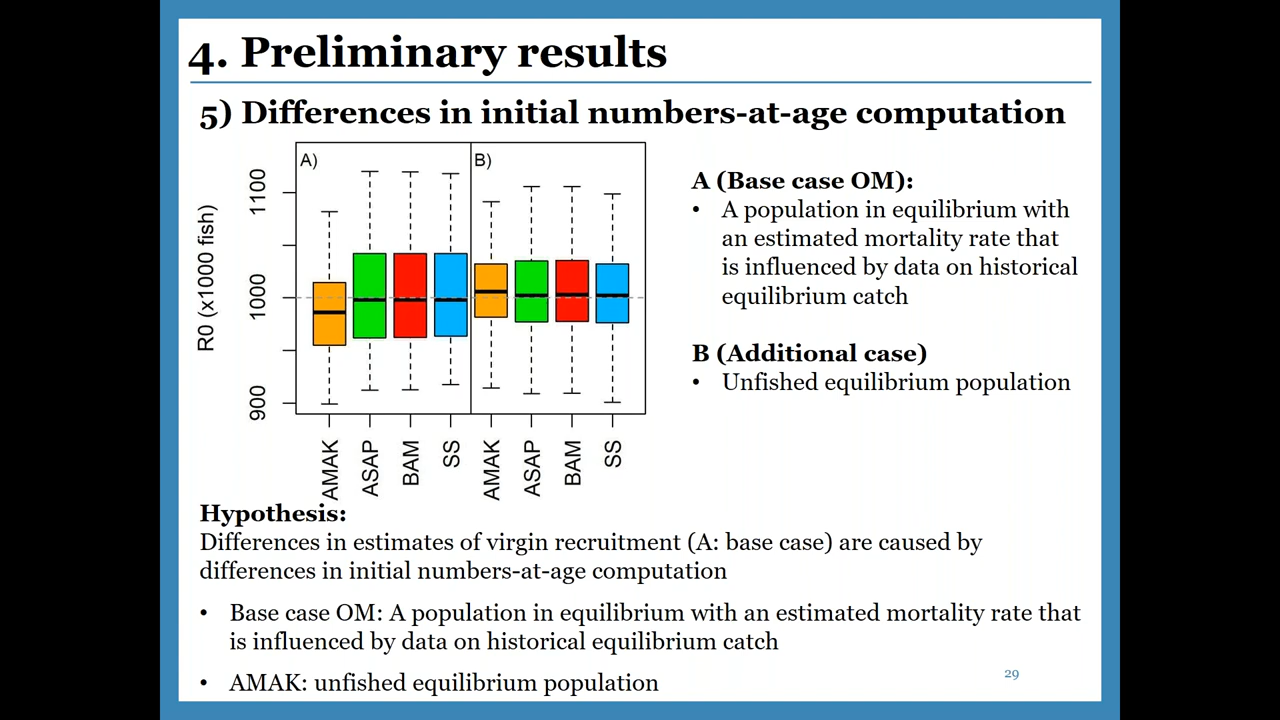 4. Preliminary results
5) Differences in initial numbers-at-age computation
A)
B)
R0 (x1000 fish)
1100
1000
900
AMAK
ASAP
BAM
SS
AMAK
ASAP
BAM
SS
A (Base case OM):
• A population in equilibrium with
an estimated mortality rate that
is influenced by data on historical
equilibrium catch
B (Additional case)
• Unfished equilibrium population
Hypothesis:
Differences in estimates of virgin recruitment (A: base case) are caused by
differences in initial numbers-at-age computation
• Base case OM: A population in equilibrium with an estimated mortality rate that
is influenced by data on historical equilibrium catch
• AMAK: unfished equilibrium population
29